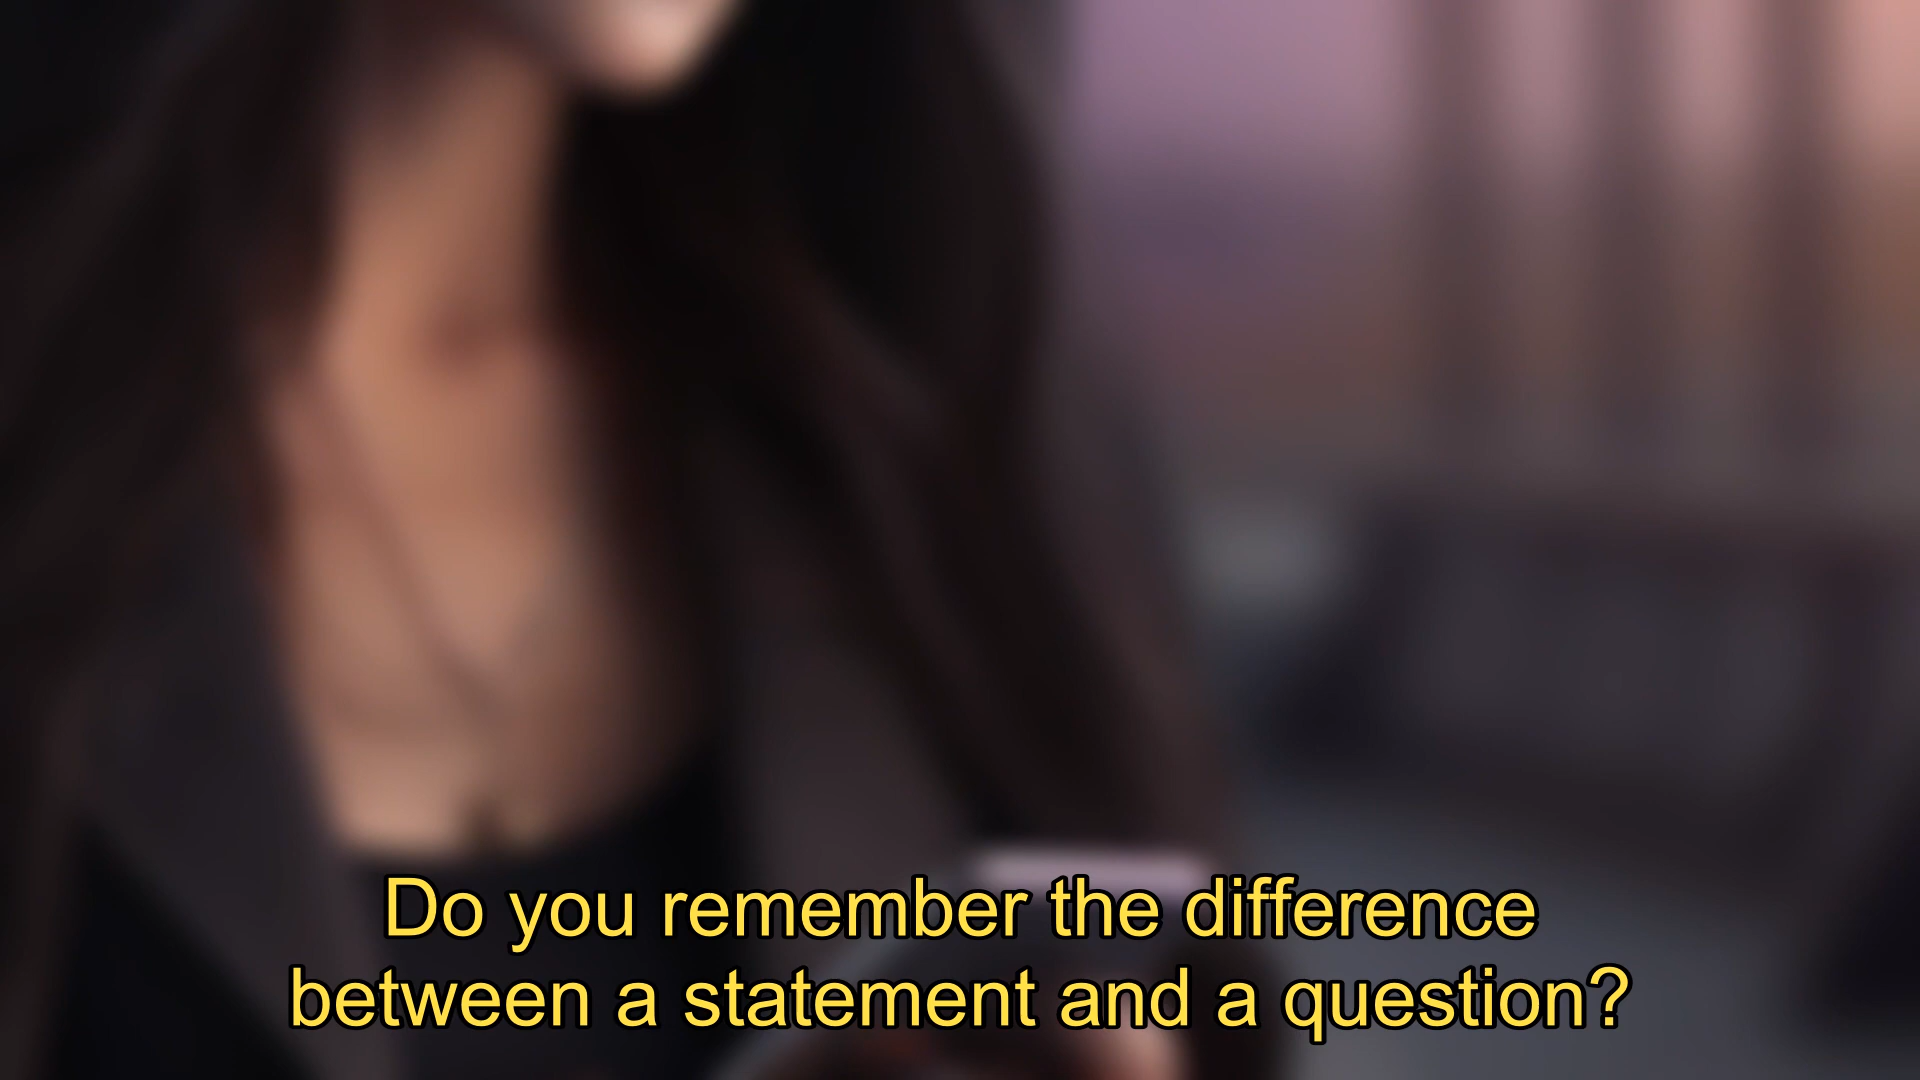 Do you remember the difference
between a statement and a question?